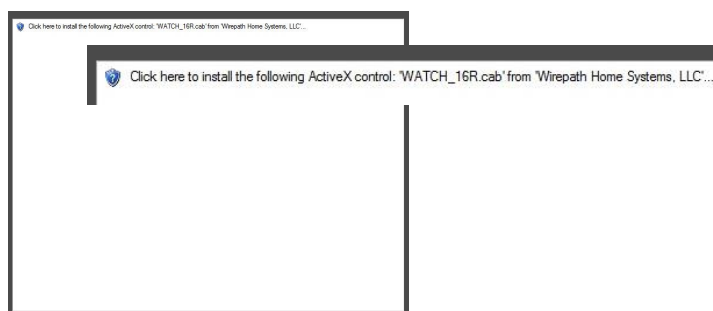 Click here to install the following ActiveX control: 'WATCH_16R.cab' from 'Wirepath Home Systems, LLC'...
Click here to install the following ActiveX control: 'WATCH_16R.cab' from 'Wirepath Home Systems, LLC'...